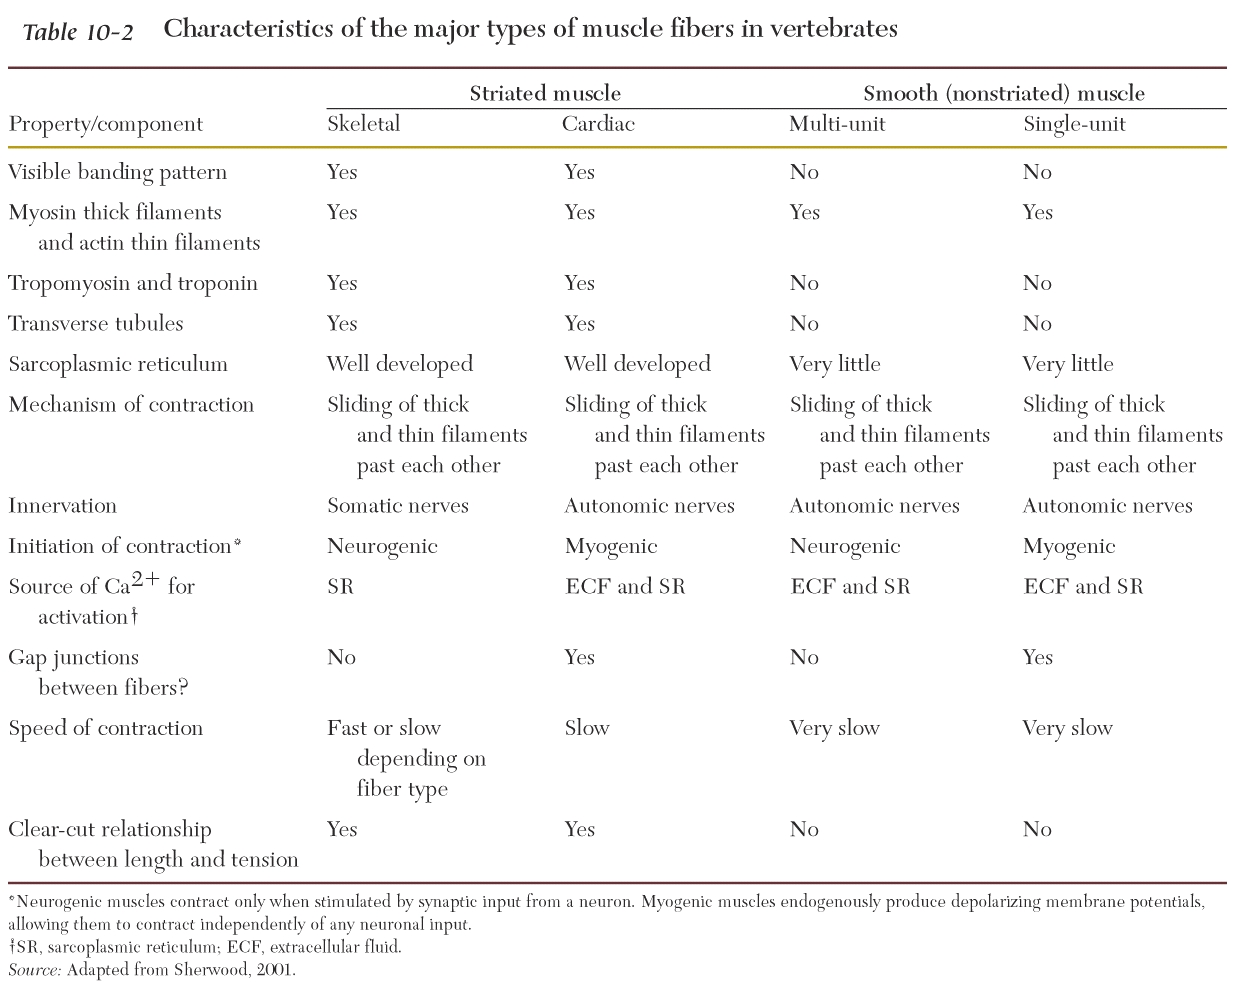 Table 10-2 Characteristics of the major types of muscle fibers in vertebrates
Striated muscle Smooth (nonstriated) muscle
Property/component Skeletal Cardiac Multi-unit Single-unit
Visible banding pattern Yes Yes No No
Myosin thick filaments Yes Yes Yes Yes
and actin thin filaments
Tropomyosin and troponin Yes Yes No No
Transverse tubules Yes Yes No No
Sarcoplasmic reticulum Well developed Well developed Very little Very little
Mechanism of contraction Sliding of thick Sliding of thick Sliding of thick Sliding of thick
and thin filaments and thin filaments and thin filaments and thin filaments
past each other past each other past each other past each other
Innervation Somatic nerves Autonomic nerves Autonomic nerves Autonomic nerves
Initiation of contraction* Neurogenic Myogenic Neurogenic Myogenic
Source of Ca2+ for SR ECF and SR ECF and SR ECF and SR
activation†
Gap junctions No Yes No Yes
between fibers?
Speed of contraction Fast or slow Slow Very slow Very slow
depending on
fiber type
Clear-cut relationship Yes Yes No No
between length and tension
*Neurogenic muscles contract only when stimulated by synaptic input from a neuron. Myogenic muscles endogenously produce depolarizing membrane potentials,
allowing them to contract independently of any neuronal input.
†SR, sarcoplasmic reticulum; ECF, extracellular fluid.
Source: Adapted from Sherwood, 2001.